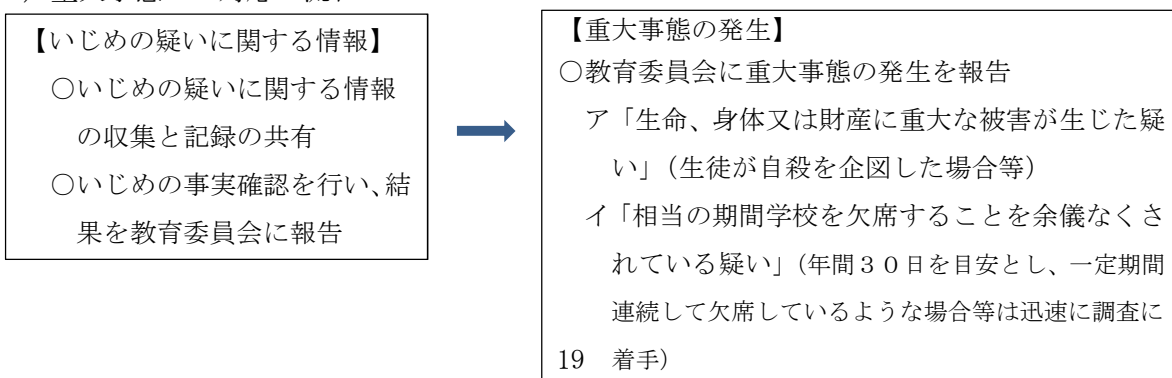 【いじめの疑いに関する情報】
○いじめの疑いに関する情報
の収集と記録の共有
○いじめの事実確認を行い、結
果を教育委員会に報告
【重大事態の発生】
○教育委員会に重大事態の発生を報告
ア「生命、身体又は財産に重大な被害が生じた疑
い」（生徒が自殺を企図した場合等）
イ「相当の期間学校を欠席することを余儀なくさ
れている疑い」（年間３０日を目安とし、一定期間
連続して欠席しているような場合等は迅速に調査に
19　着手）